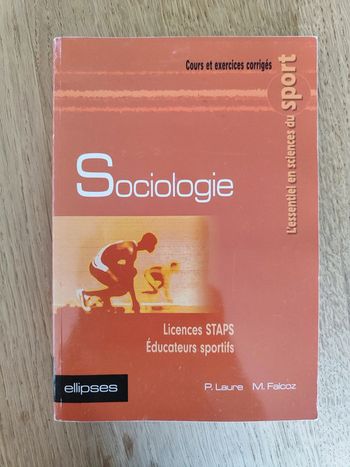 Cours et exercices corrigés
L'essentiel en sciences du sport
Sociologie
Licences STAPS
Éducateurs sportifs
P. Laure M. Falcoz
ellipses